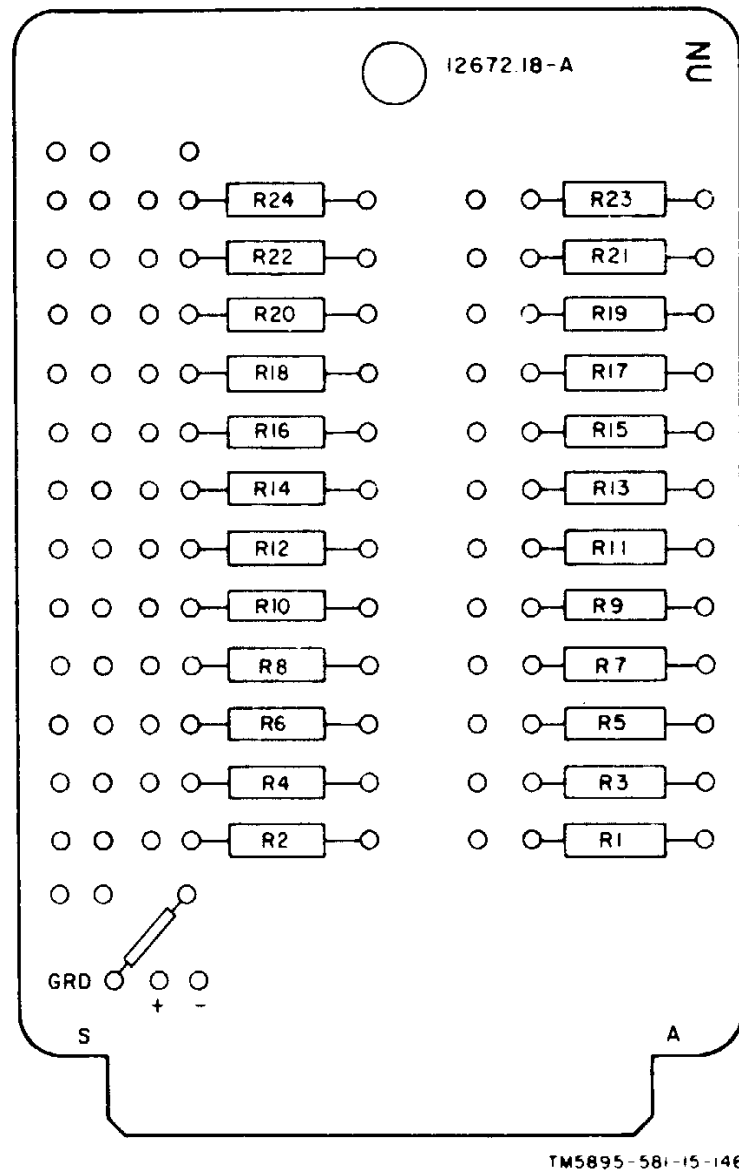 12672.18-A
NU
R24 R23
R22 R21
R20 R19
R18 R17
R16 R15
R14 R13
R12 R11
R10 R9
R8 R7
R6 R5
R4 R3
R2 R1
GRD
+ -
S A
TM5895-581-15-146